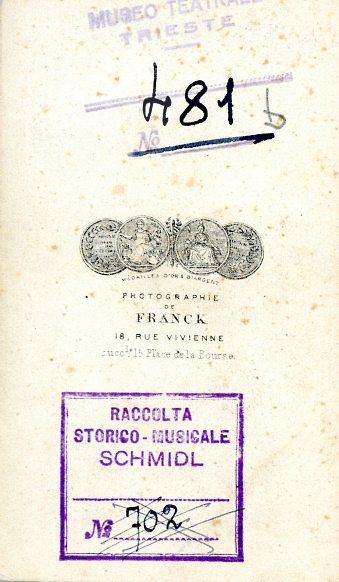 MUSEO TEATRALE
TRIESTE
No 481 b
MÉDAILLES D'OR & D'ARGENT
PHOTOGRAPHIE
DE
FRANCK
18, RUE VIVIENNE
succle 15 Place de la Bourse.
RACCOLTA
STORICO-MUSICALE
SCHMIDL
No 702